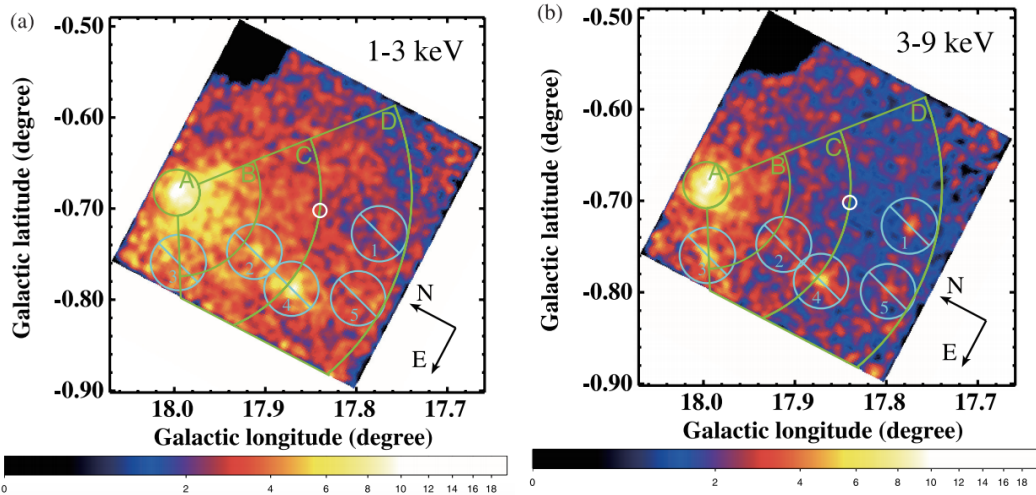 (a)
1-3 keV
Galactic latitude (degree)
-0.50
-0.60
-0.70
-0.80
-0.90
A
B
C
D
1
2
3
4
5
N
E
18.0 17.9 17.8 17.7
Galactic longitude (degree)
0 2 4 6 8 10 12 14 16 18
(b)
3-9 keV
Galactic latitude (degree)
-0.50
-0.60
-0.70
-0.80
-0.90
A
B
C
D
1
2
3
4
5
N
E
18.0 17.9 17.8 17.7
Galactic longitude (degree)
0 2 4 6 8 10 12 14 16 18